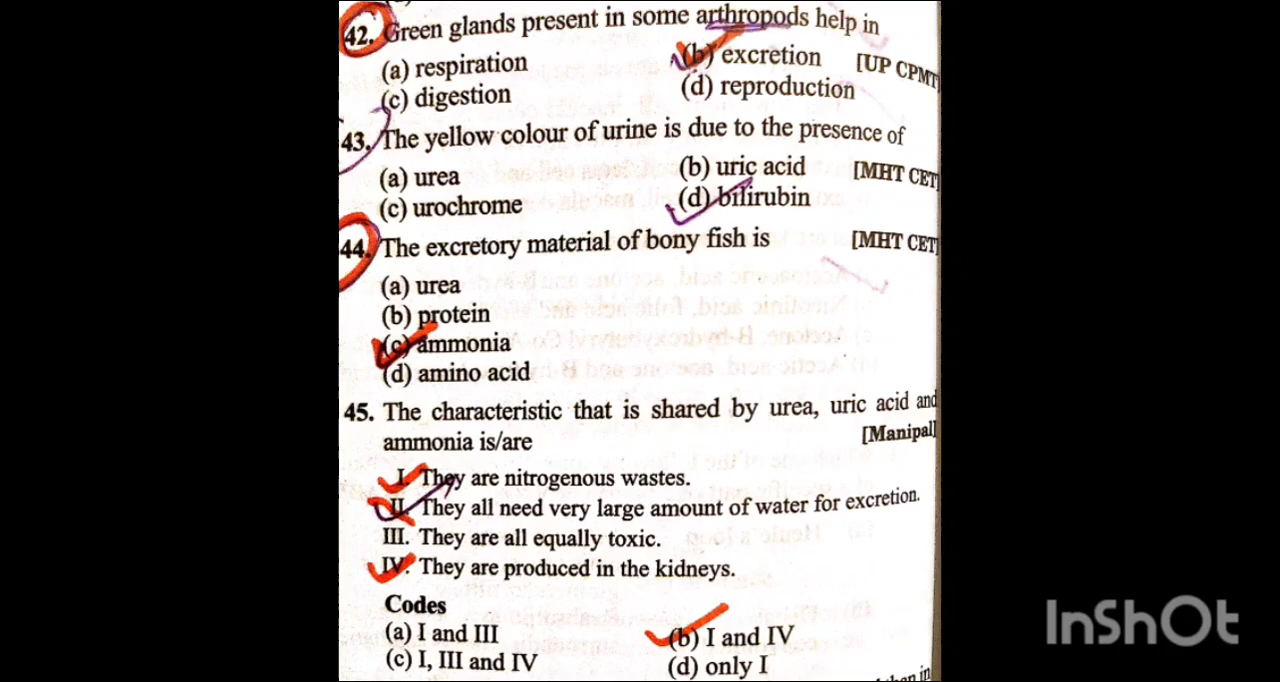 42. Green glands present in some arthropods help in
(a) respiration (b) excretion [UP CPMT]
(c) digestion (d) reproduction
43. The yellow colour of urine is due to the presence of
(a) urea (b) uric acid [MHT CET]
(c) urochrome (d) bilirubin
44. The excretory material of bony fish is [MHT CET]
(a) urea
(b) protein
(c) ammonia
(d) amino acid
45. The characteristic that is shared by urea, uric acid and
ammonia is/are [Manipal]
I. They are nitrogenous wastes.
II. They all need very large amount of water for excretion.
III. They are all equally toxic.
IV. They are produced in the kidneys.
Codes
(a) I and III (b) I and IV
(c) I, III and IV (d) only I
InShOt